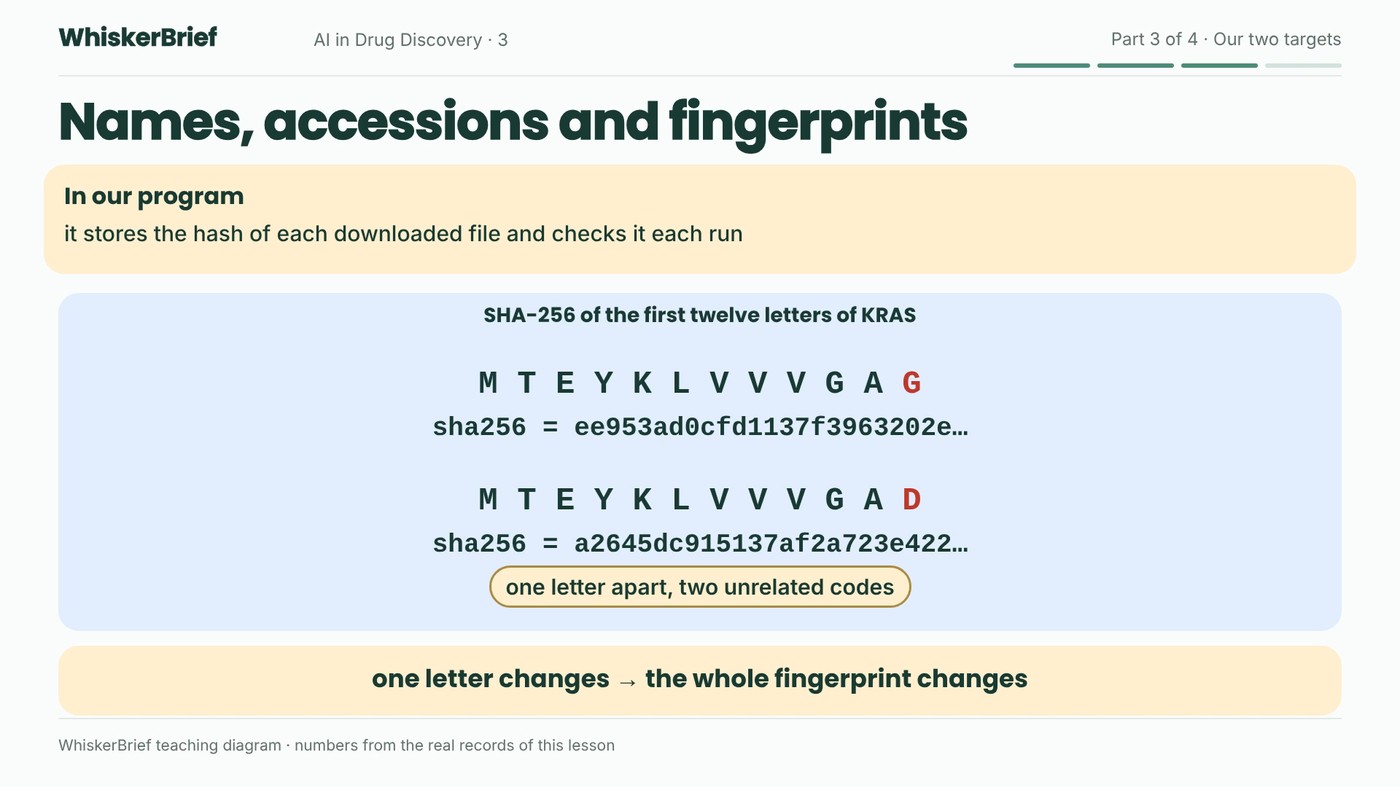 WhiskerBrief
AI in Drug Discovery · 3
Part 3 of 4 · Our two targets
Names, accessions and fingerprints
In our program
it stores the hash of each downloaded file and checks it each run
SHA-256 of the first twelve letters of KRAS
M T E Y K L V V V G A G
sha256 = ee953ad0cfd1137f3963202e…
M T E Y K L V V V G A D
sha256 = a2645dc915137af2a723e422…
one letter apart, two unrelated codes
one letter changes → the whole fingerprint changes
WhiskerBrief teaching diagram · numbers from the real records of this lesson